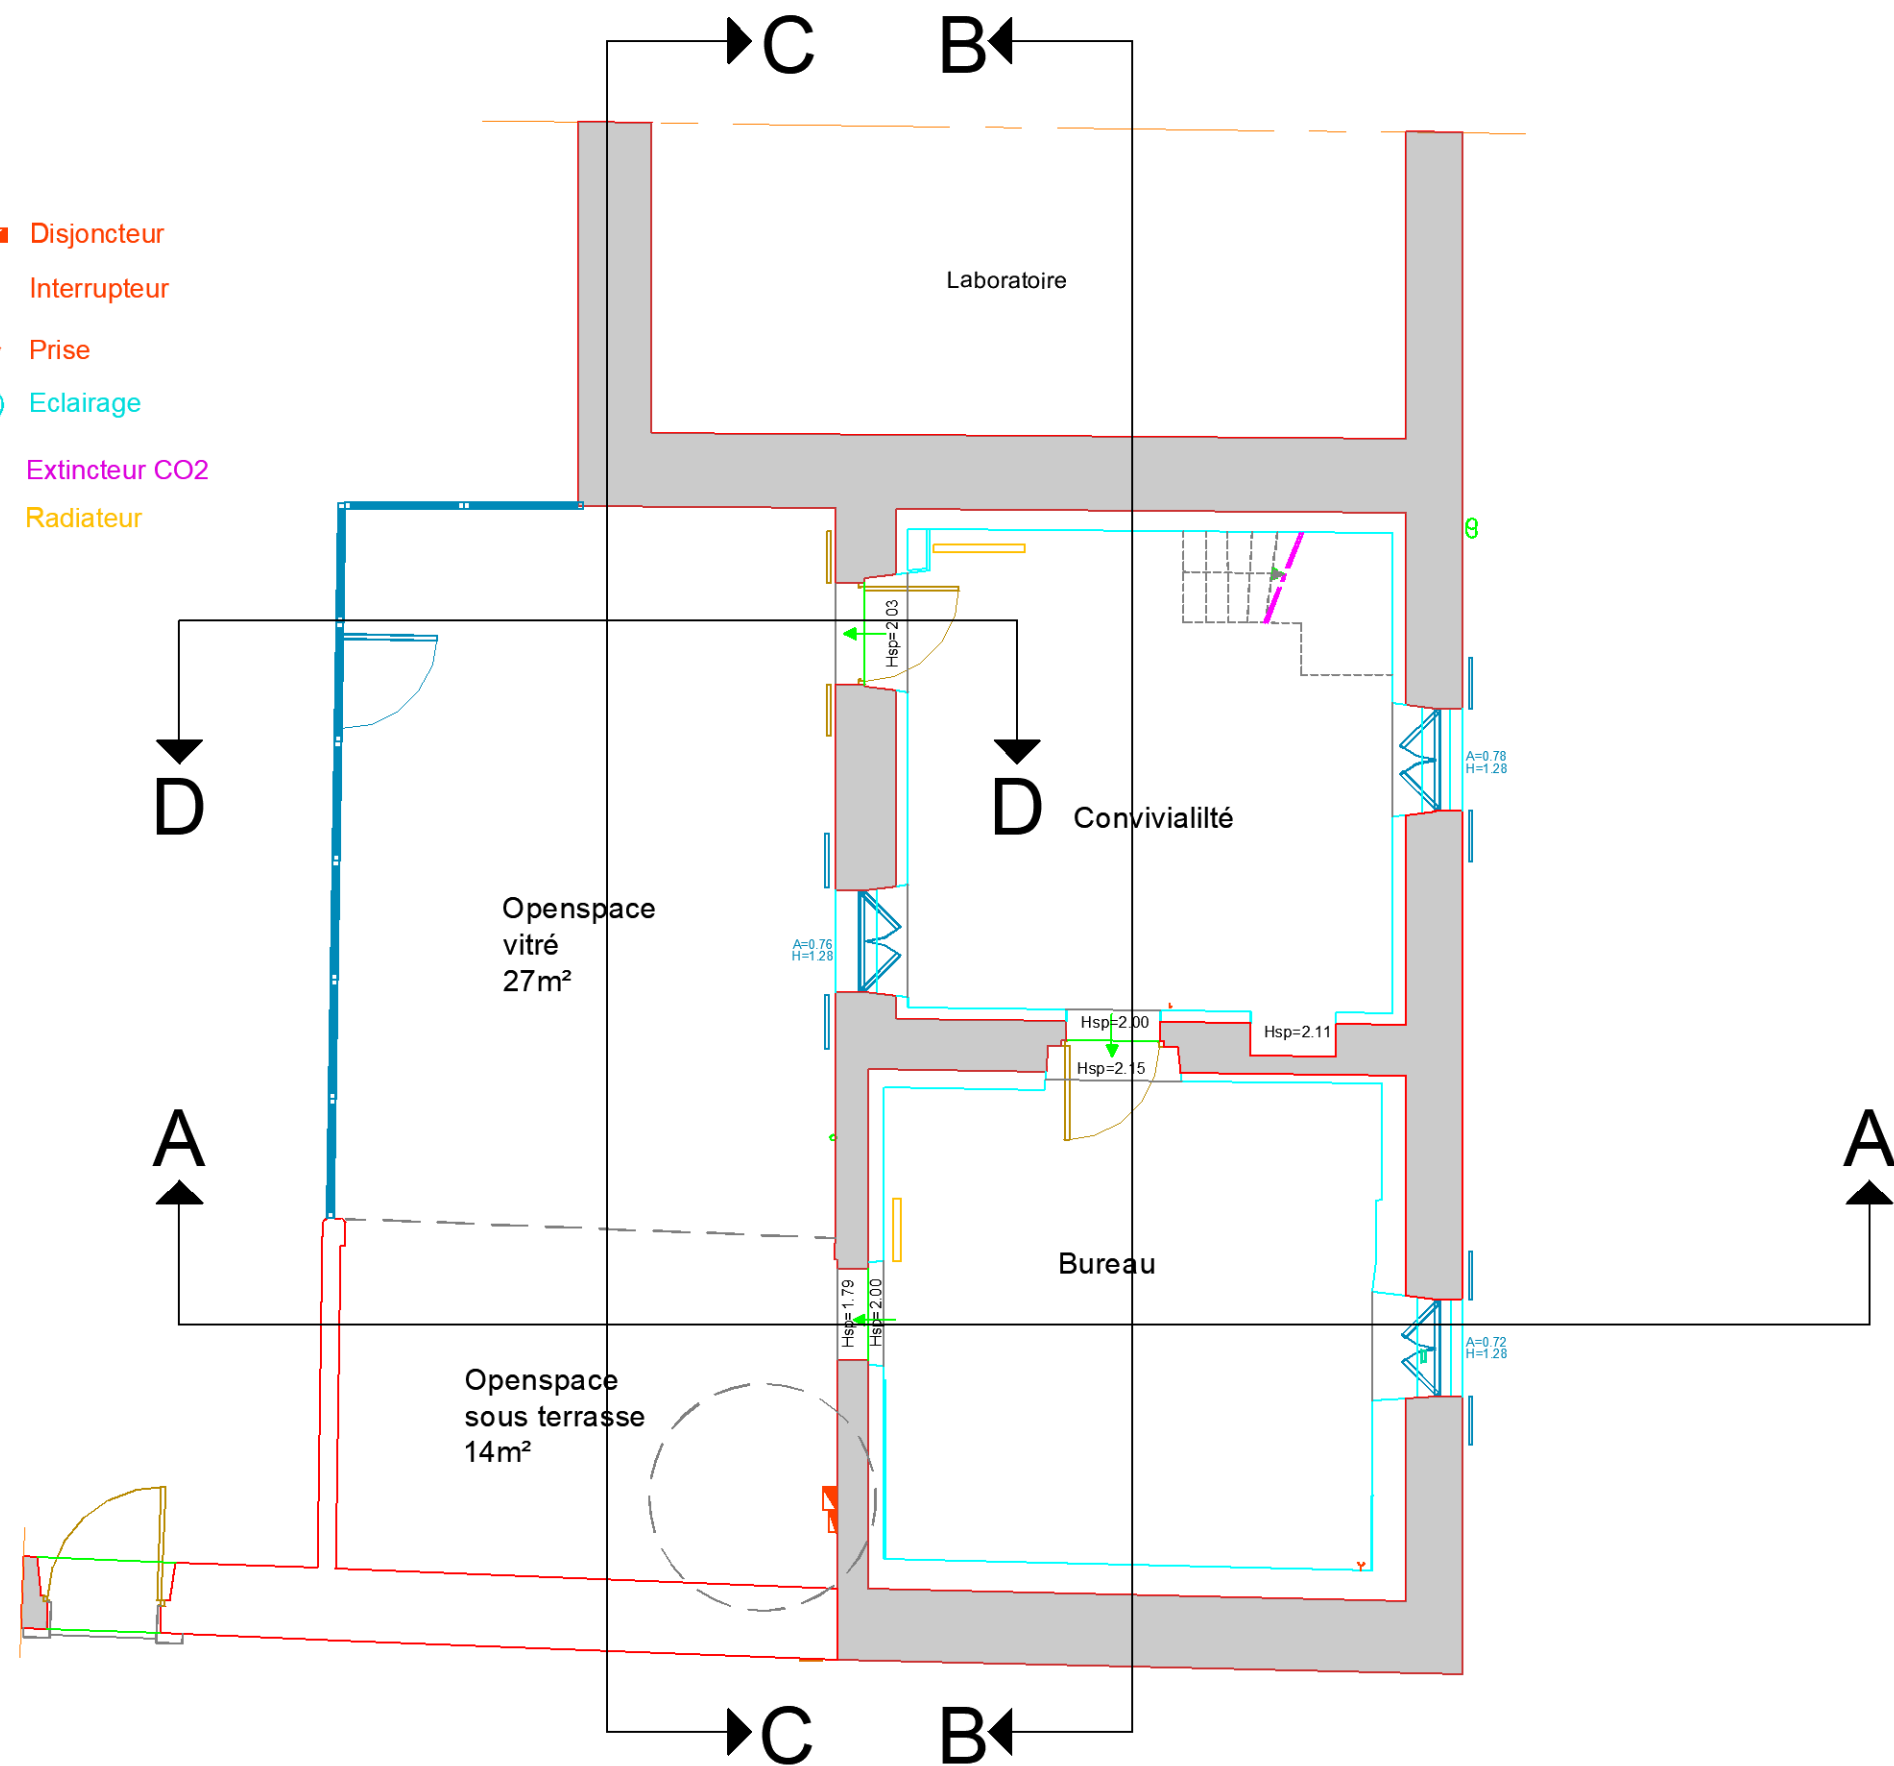 C
B
Disjoncteur
Laboratoire
Interrupteur
Prise
Eclairage
Extincteur CO2
Radiateur
Hsp=2.03
A=0.78
H=1.28
D
D
Convivialilté
Openspace
vitré
27m²
A=0.76
H=1.28
Hsp=2.00
Hsp=2.11
Hsp=2.15
A
A
Bureau
Hsp=1.79
Hsp=2.00
A=0.72
H=1.28
Openspace
sous terrasse
14m²
C
B